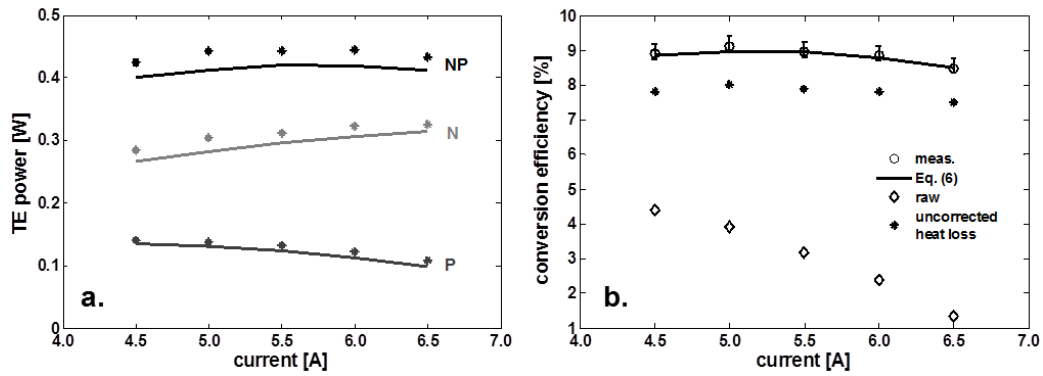 0.5
0.4
0.3
0.2
0.1
0
TE power [W]
NP
N
P
a.
4.0 4.5 5.0 5.5 6.0 6.5 7.0
current [A]
10
9
8
7
6
5
4
3
2
1
conversion efficiency [%]
meas.
Eq. (6)
raw
uncorrected
heat loss
b.
4.0 4.5 5.0 5.5 6.0 6.5 7.0
current [A]